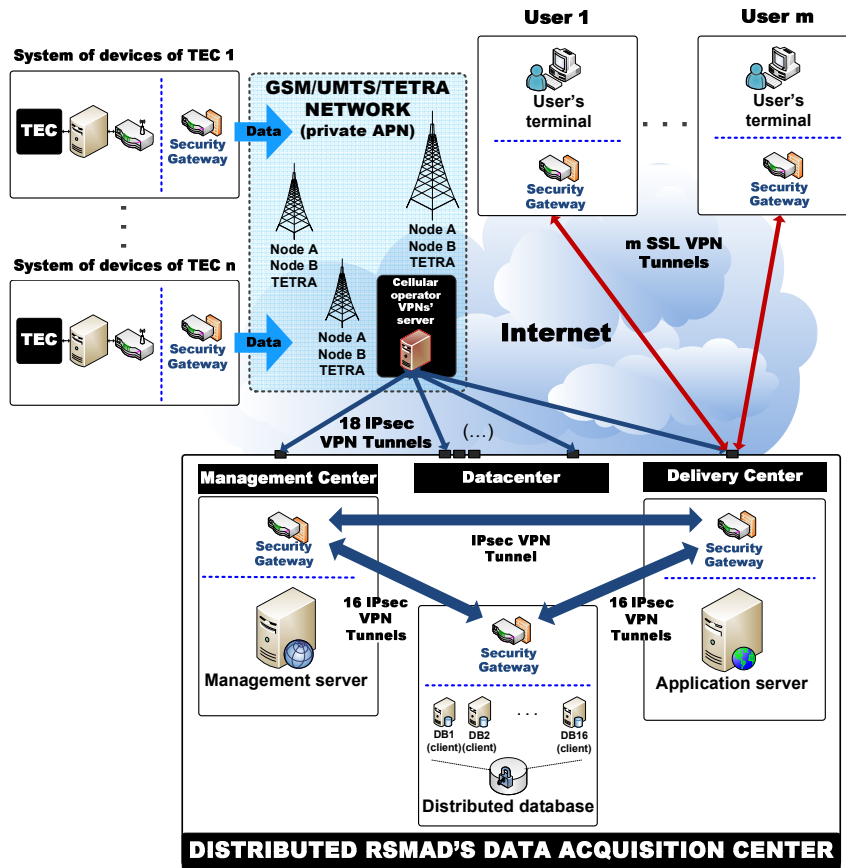 System of devices of TEC 1
TEC
Security
Gateway
Data
System of devices of TEC n
TEC
Security
Gateway
Data
GSM/UMTS/TETRA
NETWORK
(private APN)
Node A
Node B
TETRA
Node A
Node B
TETRA
Node A
Node B
TETRA
Cellular
operator
VPNs'
server
User 1
User's
terminal
Security
Gateway
. . . .
User m
User's
terminal
Security
Gateway
m SSL VPN
Tunnels
Internet
18 IPsec
VPN Tunnels
(...)
Management Center
Datacenter
Delivery Center
Security
Gateway
Management server
IPsec VPN
Tunnel
16 IPsec
VPN
Tunnels
16 IPsec
VPN
Tunnels
Security
Gateway
Application server
Security
Gateway
DB1
(client)
DB2
(client)
. . .
DB16
(client)
Distributed database
DISTRIBUTED RSMAD'S DATA ACQUISITION CENTER